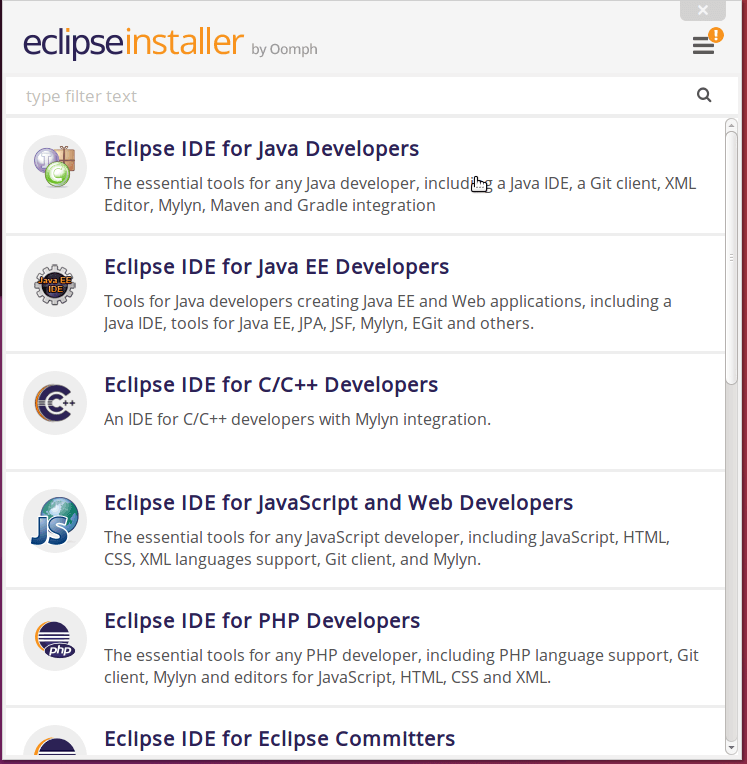 eclipseinstaller by Oomph
!
type filter text
Eclipse IDE for Java Developers
The essential tools for any Java developer, including a Java IDE, a Git client, XML
Editor, Mylyn, Maven and Gradle integration
Java EE
IDE
Eclipse IDE for Java EE Developers
Tools for Java developers creating Java EE and Web applications, including a
Java IDE, tools for Java EE, JPA, JSF, Mylyn, EGit and others.
C++
Eclipse IDE for C/C++ Developers
An IDE for C/C++ developers with Mylyn integration.
JS
Eclipse IDE for JavaScript and Web Developers
The essential tools for any JavaScript developer, including JavaScript, HTML,
CSS, XML languages support, Git client, and Mylyn.
php
Eclipse IDE for PHP Developers
The essential tools for any PHP developer, including PHP language support, Git
client, Mylyn and editors for JavaScript, HTML, CSS and XML.
Eclipse IDE for Eclipse Committers